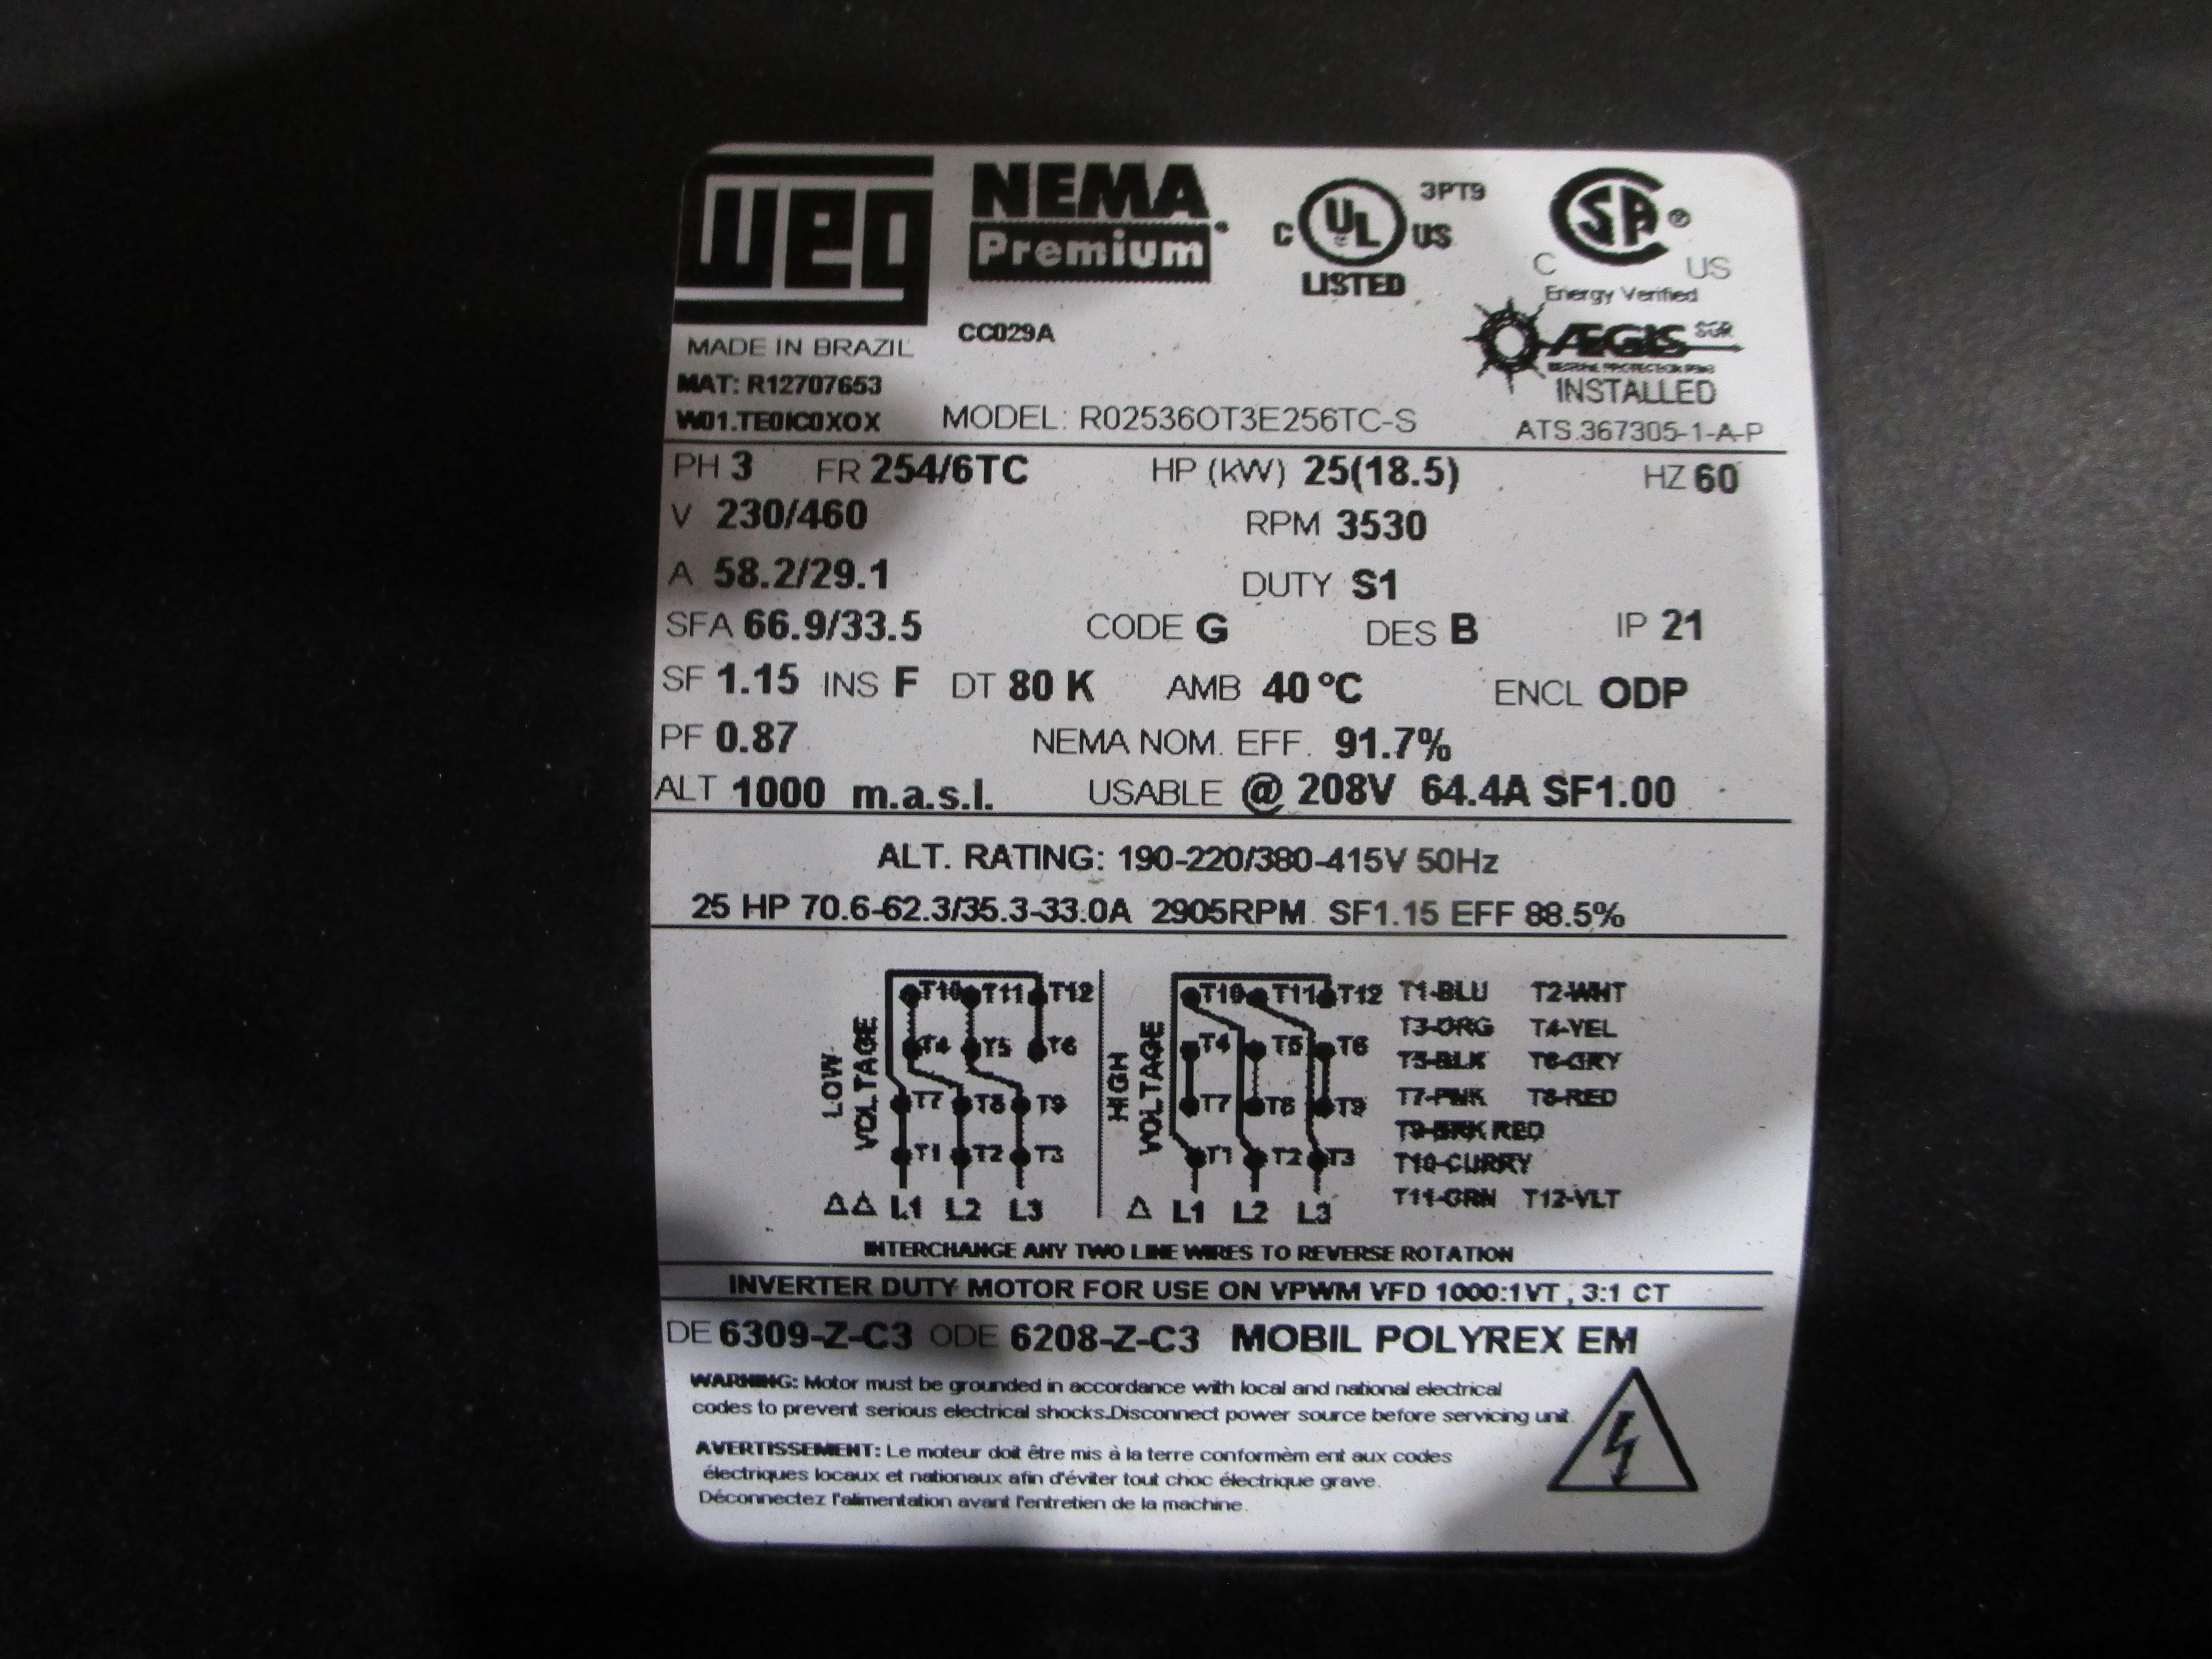 WEG NEMA Premium C UL US LISTED 3PT9 CSA ® C US
Energy Verified
MADE IN BRAZIL CC029A ÆGIS SGR
MAT: R12707653 INSTALLED
W01.TE0IC0X0X MODEL: R02536OT3E256TC-S ATS.367305-1-A-P
PH 3 FR 254/6TC HP (kW) 25(18.5) HZ 60
V 230/460 RPM 3530
A 58.2/29.1 DUTY S1
SFA 66.9/33.5 CODE G DES B IP 21
SF 1.15 INS F DT 80 K AMB 40°C ENCL ODP
PF 0.87 NEMA NOM. EFF. 91.7%
ALT 1000 m.a.s.l. USABLE @ 208V 64.4A SF1.00
ALT. RATING: 190-220/380-415V 50Hz
25 HP 70.6-62.3/35.3-33.0A 2905RPM SF1.15 EFF 88.5%
LOW VOLTAGE
T10 T11 T12
T4 T5 T6
T7 T8 T9
T1 T2 T3
ΔΔ L1 L2 L3
HIGH VOLTAGE
T10 T11 T12
T4 T5 T6
T7 T8 T9
T1 T2 T3
Δ L1 L2 L3
T1-BLU T2-WHT
T3-ORG T4-YEL
T5-BLK T6-GRY
T7-PNK T8-RED
T9-BRK RED
T10-CURRY
T11-GRN T12-VLT
INTERCHANGE ANY TWO LINE WIRES TO REVERSE ROTATION
INVERTER DUTY MOTOR FOR USE ON VPWM VFD 1000:1VT , 3:1 CT
DE 6309-Z-C3 ODE 6208-Z-C3 MOBIL POLYREX EM
WARNING: Motor must be grounded in accordance with local and national electrical
codes to prevent serious electrical shocks.Disconnect power source before servicing unit.
AVERTISSEMENT: Le moteur doit être mis à la terre conformèm ent aux codes
électriques locaux et nationaux afin d'éviter tout choc électrique grave.
Déconnectez l'alimentation avant l'entretien de la machine.